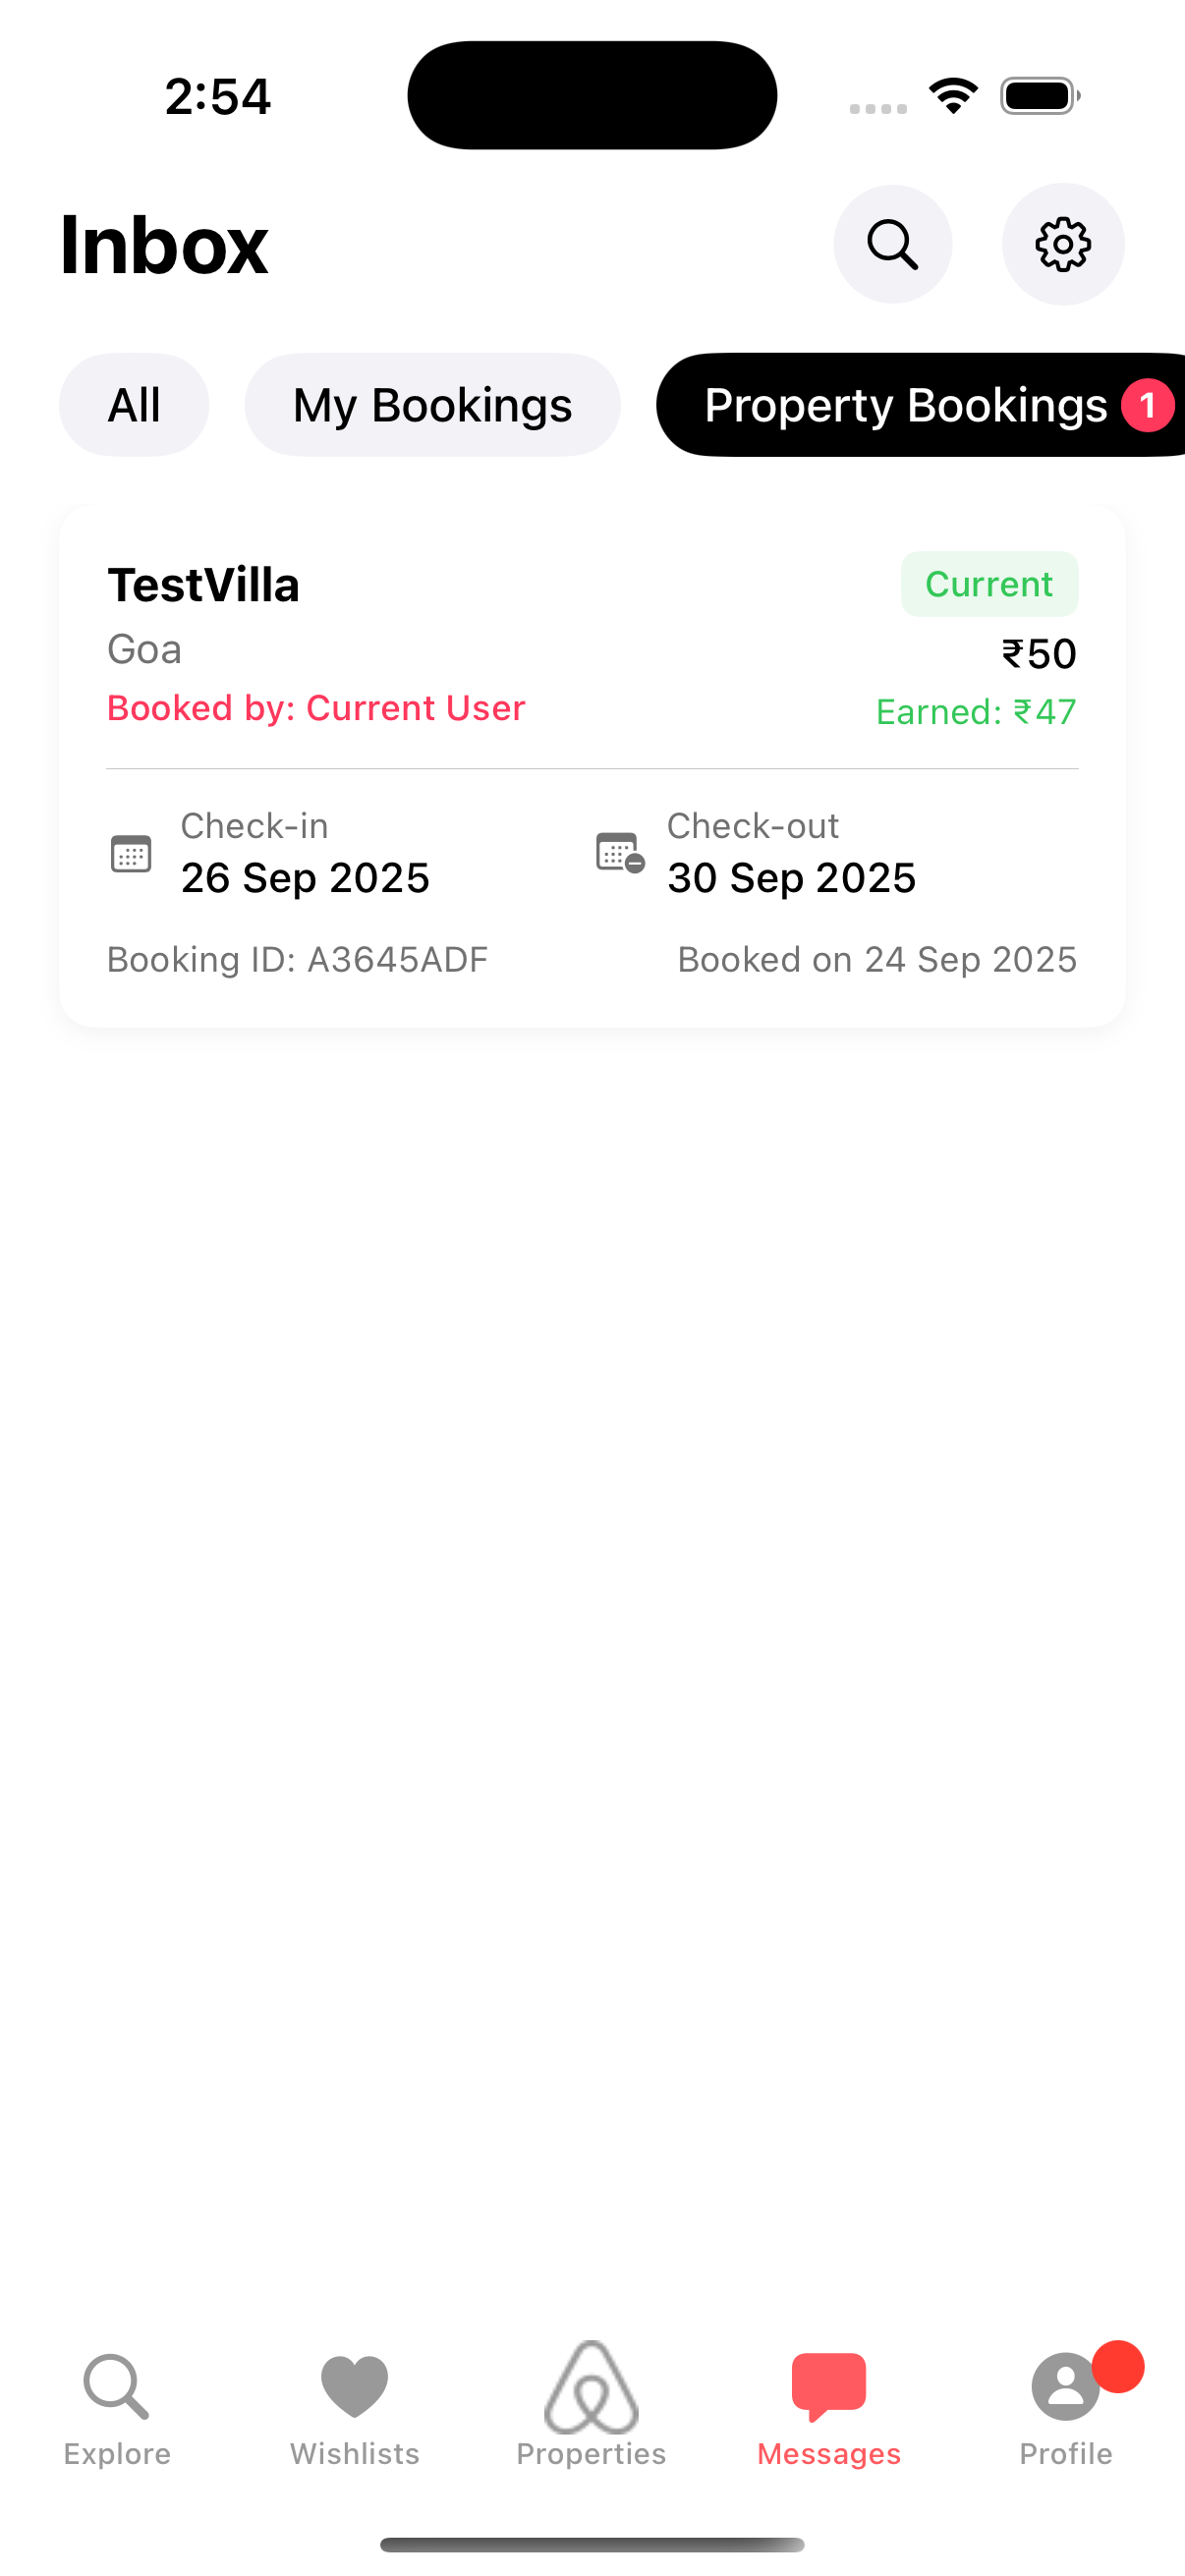 2:54
Inbox
All
My Bookings
Property Bookings 1
TestVilla
Current
Goa
₹50
Booked by: Current User
Earned: ₹47
Check-in
26 Sep 2025
Check-out
30 Sep 2025
Booking ID: A3645ADF
Booked on 24 Sep 2025
Explore
Wishlists
Properties
Messages
Profile